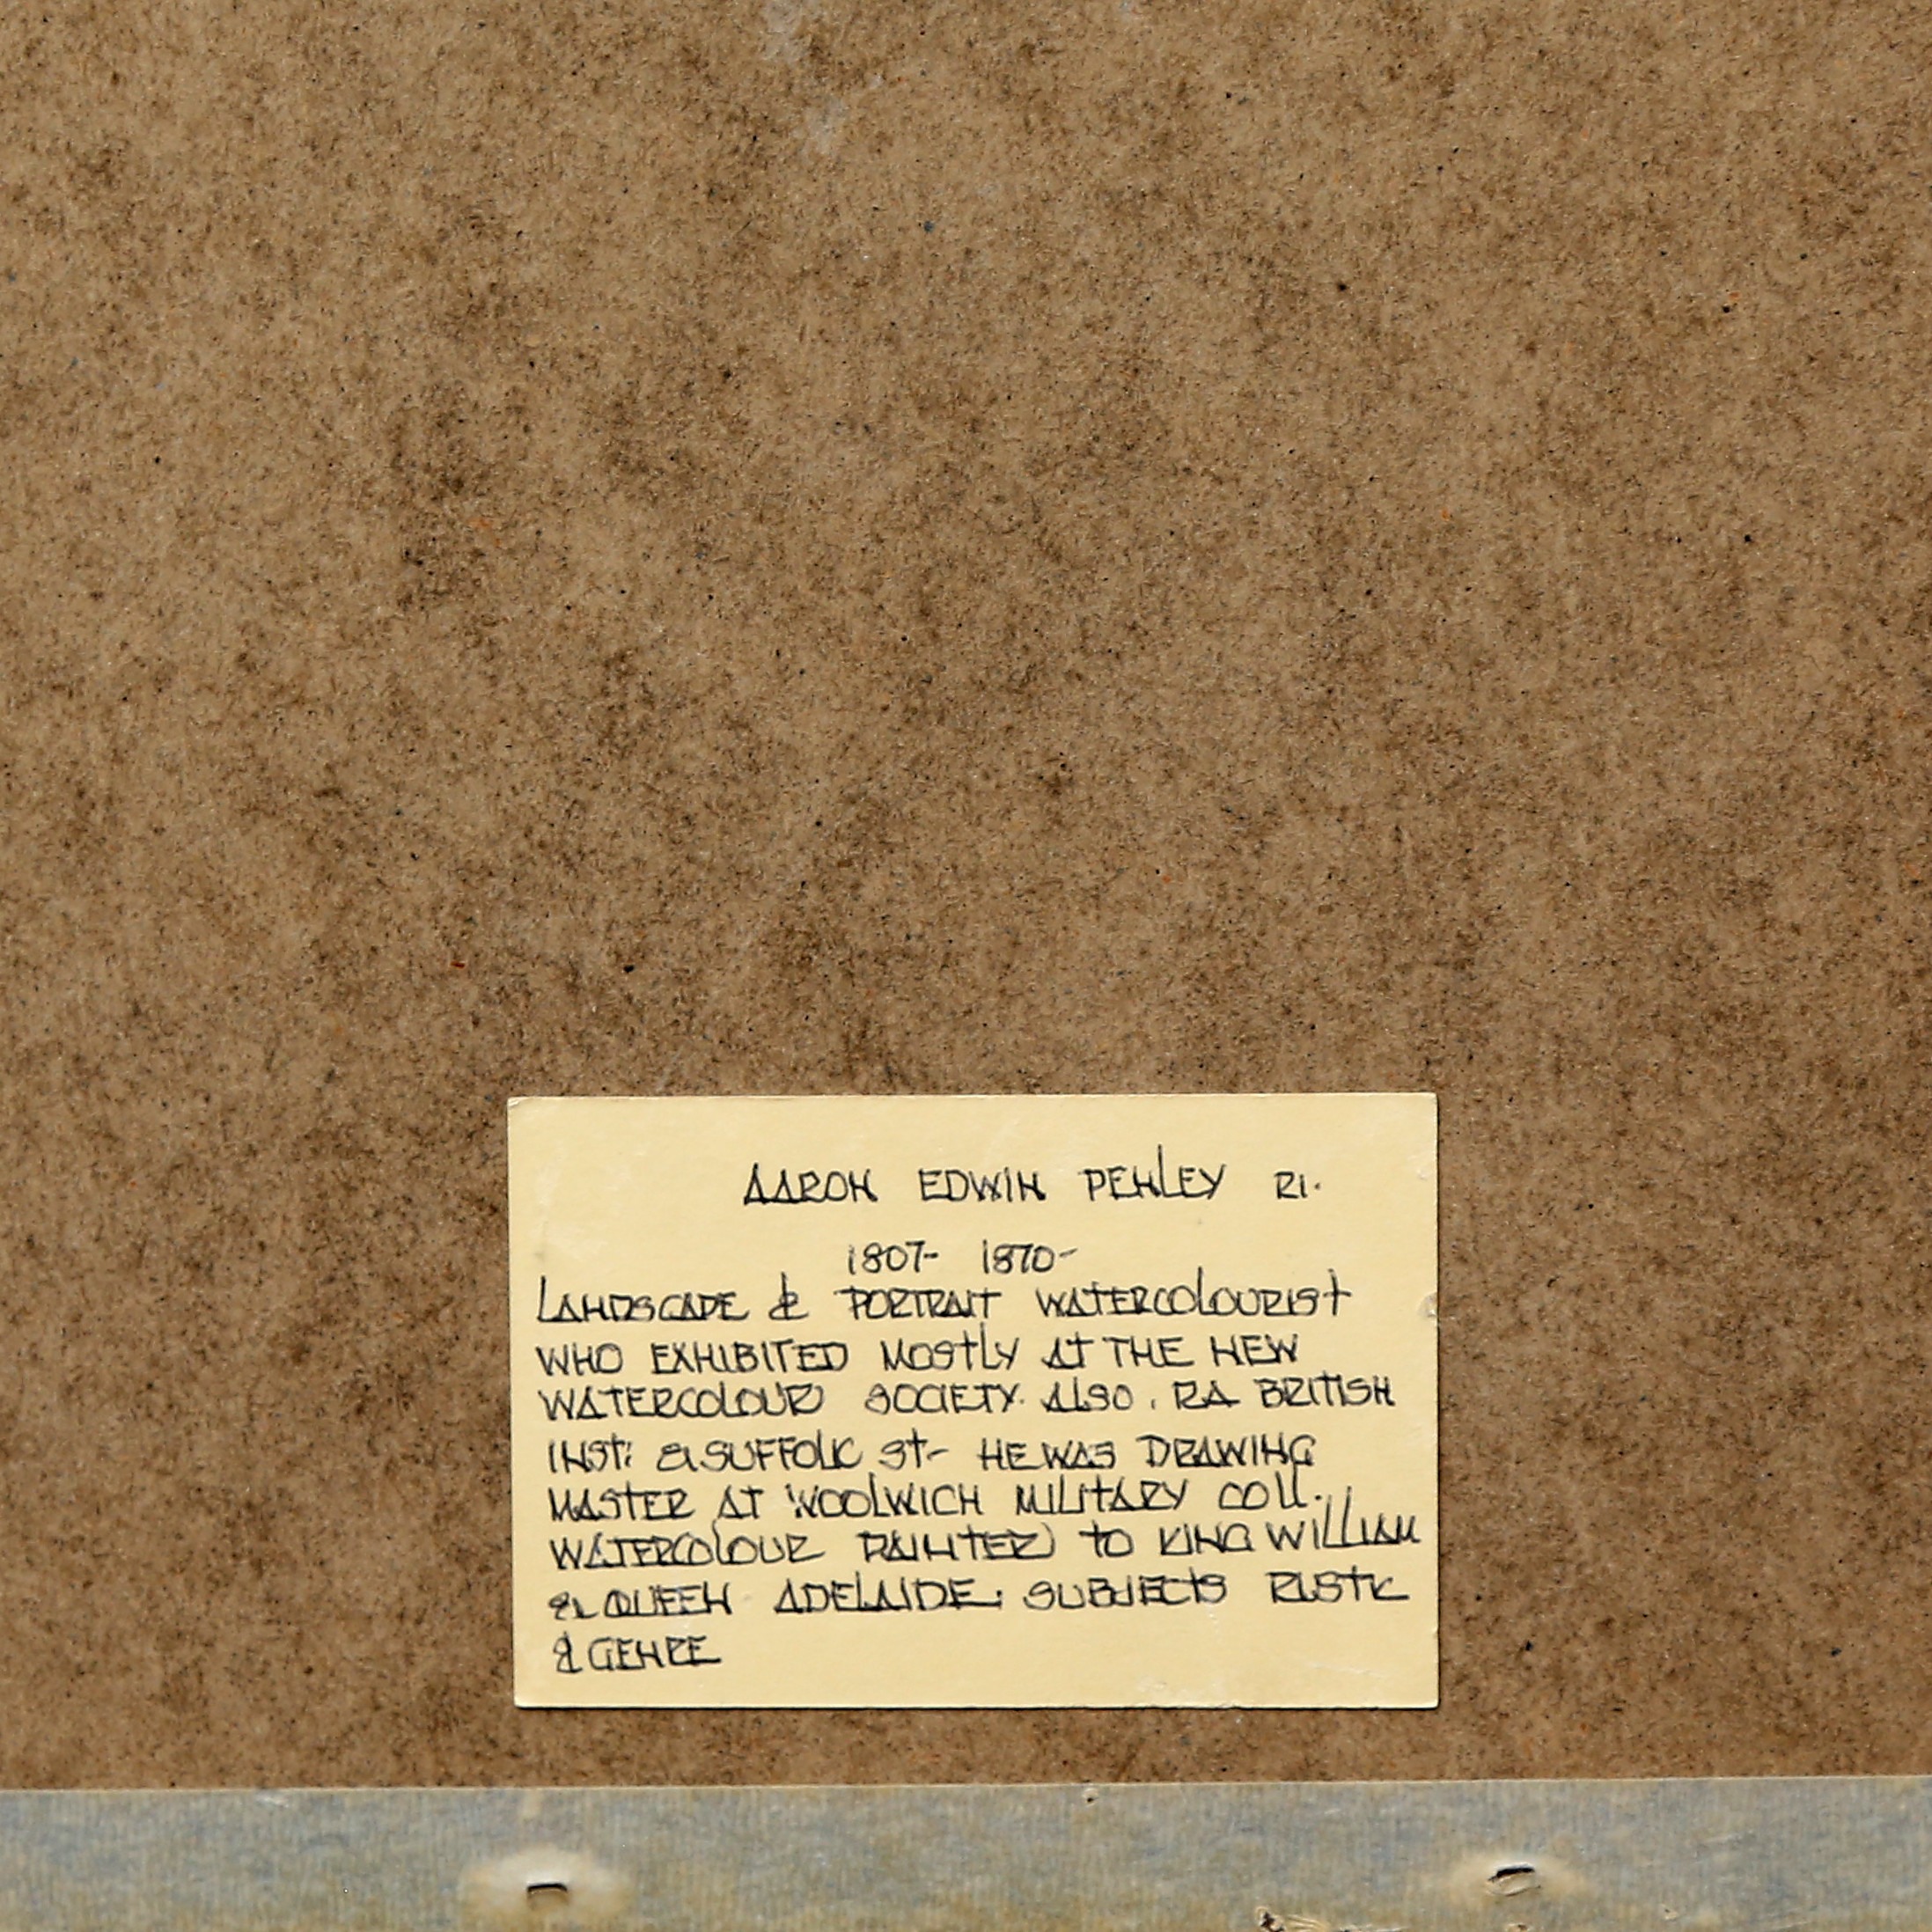 AARON EDWIN PENLEY RI.
1807- 1870-
LANDSCAPE & PORTRAIT WATERCOLOURIST
WHO EXHIBITED MOSTLY AT THE NEW
WATERCOLOUR SOCIETY. ALSO. RA BRITISH
INST: & SUFFOLK ST- HE WAS DRAWING
MASTER AT WOOLWICH MILITARY COLL.
WATERCOLOUR PAINTER TO KING WILLIAM
& QUEEN ADELAIDE. SUBJECTS RUSTIC
& GENRE